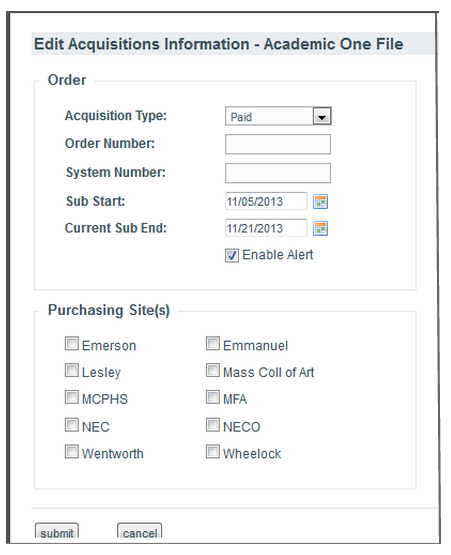 Edit Acquisitions Information - Academic One File
Order
Acquisition Type: Paid
Order Number:
System Number:
Sub Start: 11/05/2013
Current Sub End: 11/21/2013
Enable Alert
Purchasing Site(s)
Emerson Emmanuel
Lesley Mass Coll of Art
MCPHS MFA
NEC NECO
Wentworth Wheelock
submit cancel